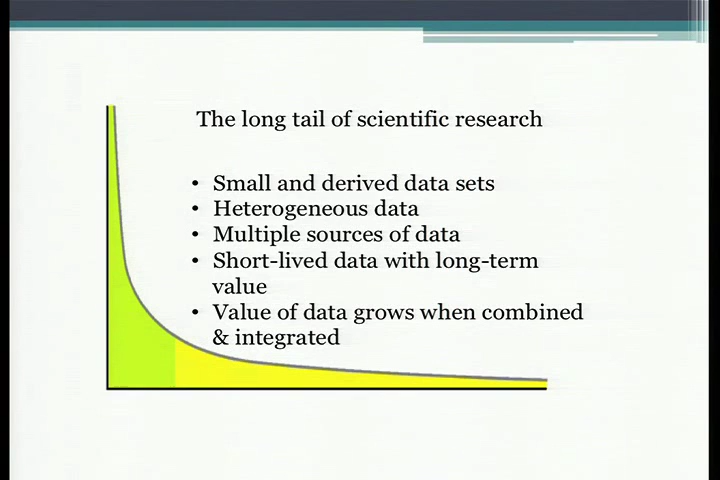 The long tail of scientific research
• Small and derived data sets
• Heterogeneous data
• Multiple sources of data
• Short-lived data with long-term
value
• Value of data grows when combined
& integrated